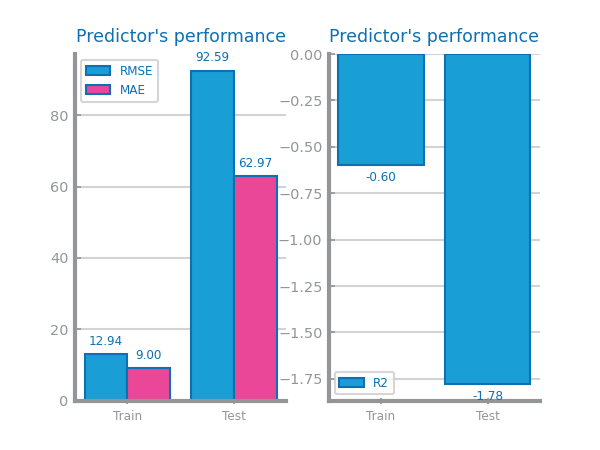 Predictor's performance
92.59
RMSE
MAE
80
62.97
60
40
20
12.94
9.00
0
Train
Test
Predictor's performance
0.00
−0.25
−0.50
-0.60
−0.75
−1.00
−1.25
−1.50
−1.75
R2
-1.78
Train
Test